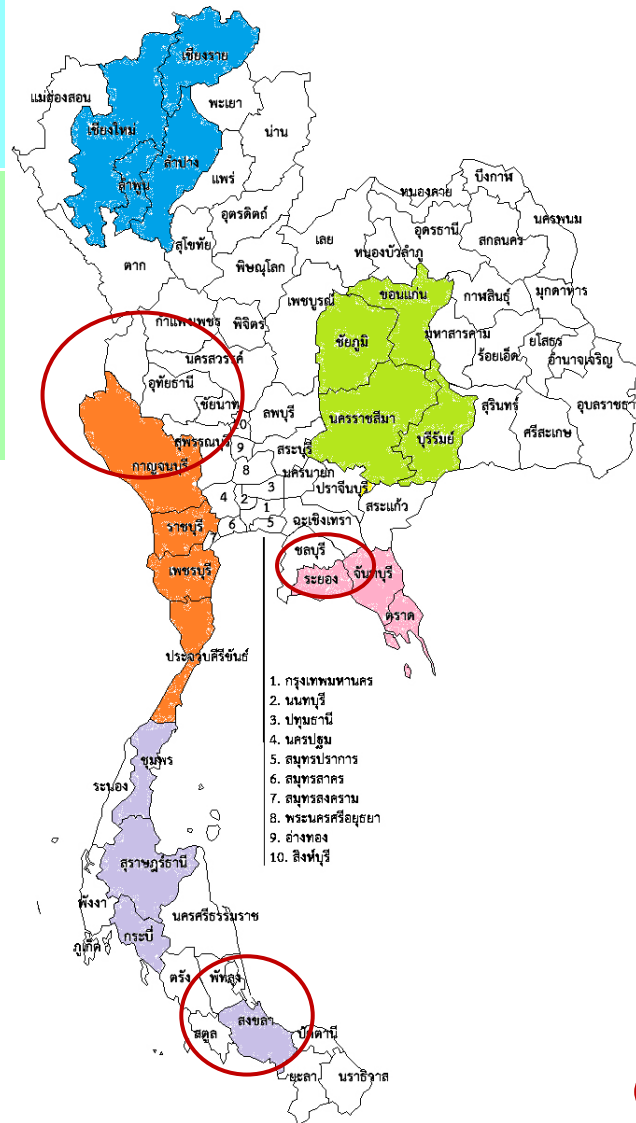 เชียงราย
แม่ฮ่องสอน
พะเยา
เชียงใหม่
น่าน
ลำปาง
แพร่
ลำพูน
บึงกาฬ
หนองคาย
อุตรดิตถ์
นครพนม
เลย
อุดรธานี
สุโขทัย
สกลนคร
หนองบัวลำภู
ตาก
พิษณุโลก
เพชรบูรณ์
ขอนแก่น
กาฬสินธุ์
มุกดาหาร
กำแพงเพชร
พิจิตร
มหาสารคาม
ชัยภูมิ
ยโสธร
ร้อยเอ็ด
อำนาจเจริญ
นครสวรรค์
อุทัยธานี
ชัยนาท
ลพบุรี
นครราชสีมา
สุรินทร์
อุบลราชธา
10
ศรีสะเกษ
สุพรรณบุรี
บุรีรัมย์
9
สระบุรี
กาญจนบุรี
8
นครนายก
3
ปราจีนบุรี
4
2
1
สระแก้ว
ราชบุรี
6
5
ฉะเชิงเทรา
7
ชลบุรี
เพชรบุรี
ระยอง
จันทบุรี
ตราด
ประจวบคีรีขันธ์
1. กรุงเทพมหานคร
2. นนทบุรี
3. ปทุมธานี
4. นครปฐม
5. สมุทรปราการ
6. สมุทรสาคร
7. สมุทรสงคราม
8. พระนครศรีอยุธยา
9. อ่างทอง
10. สิงห์บุรี
ชุมพร
ระนอง
สุราษฎร์ธานี
พังงา
นครศรีธรรมราช
กระบี่
ภูเก็ต
ตรัง
พัทลุง
สงขลา
สตูล
ปัตตานี
ยะลา
นราธิวาส